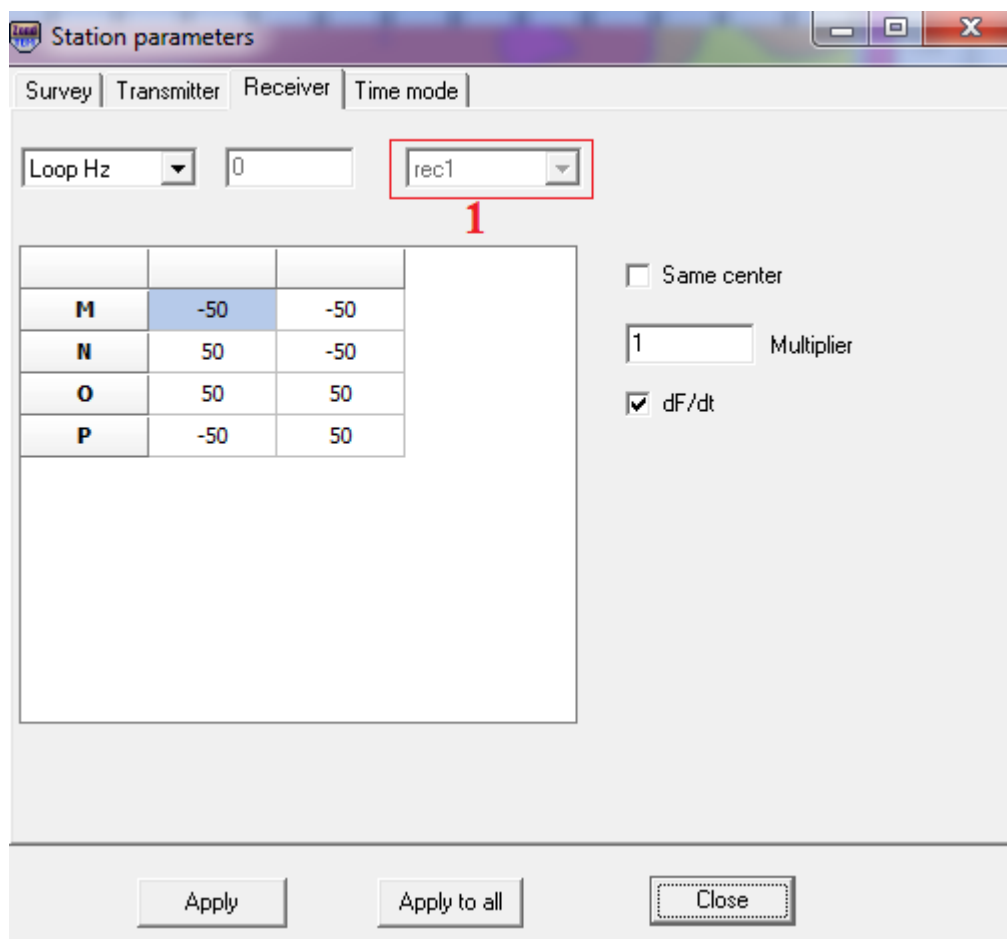 Station parameters
Survey Transmitter Receiver Time mode
Loop Hz 0 rec1
1
M -50 -50
N 50 -50
O 50 50
P -50 50
Same center
1 Multiplier
dF/dt
Apply Apply to all Close